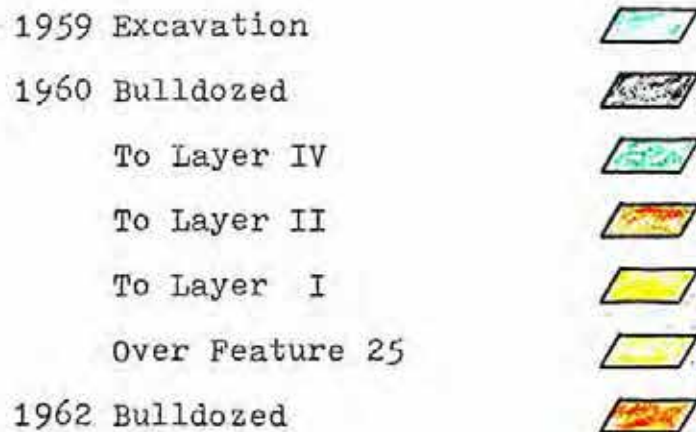 1959 Excavation
1960 Bulldozed
To Layer IV
To Layer II
To Layer I
Over Feature 25
1962 Bulldozed